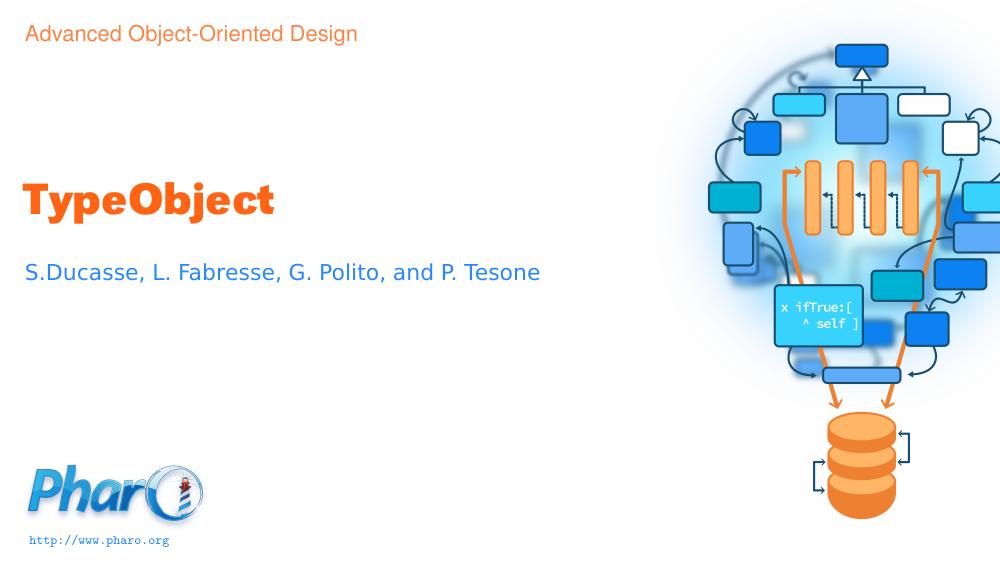 Advanced Object-Oriented Design
TypeObject
S.Ducasse, L. Fabresse, G. Polito, and P. Tesone
x ifTrue:[
^ self ]
Pharo
http://www.pharo.org